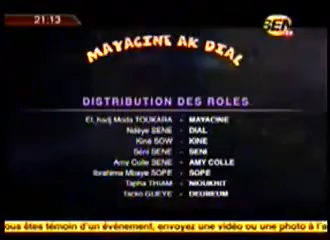 21:13
SEN
MAYACINE AK DIAL
DISTRIBUTION DES ROLES
El hadj Moda TOUKARA - MAYACINE
Ndèye SENE - DIAL
Kiné SOW - KINE
Séni SENE - SENI
Amy Colle SENE - AMY COLLE
Ibrahima Mbaye SOPE - SOPE
Tapha THIAM - NIOUKHIT
Tacko GUEYE - DEUREUM
ous êtes témoin d'un événement, envoyez une vidéo ou une photo à l'a